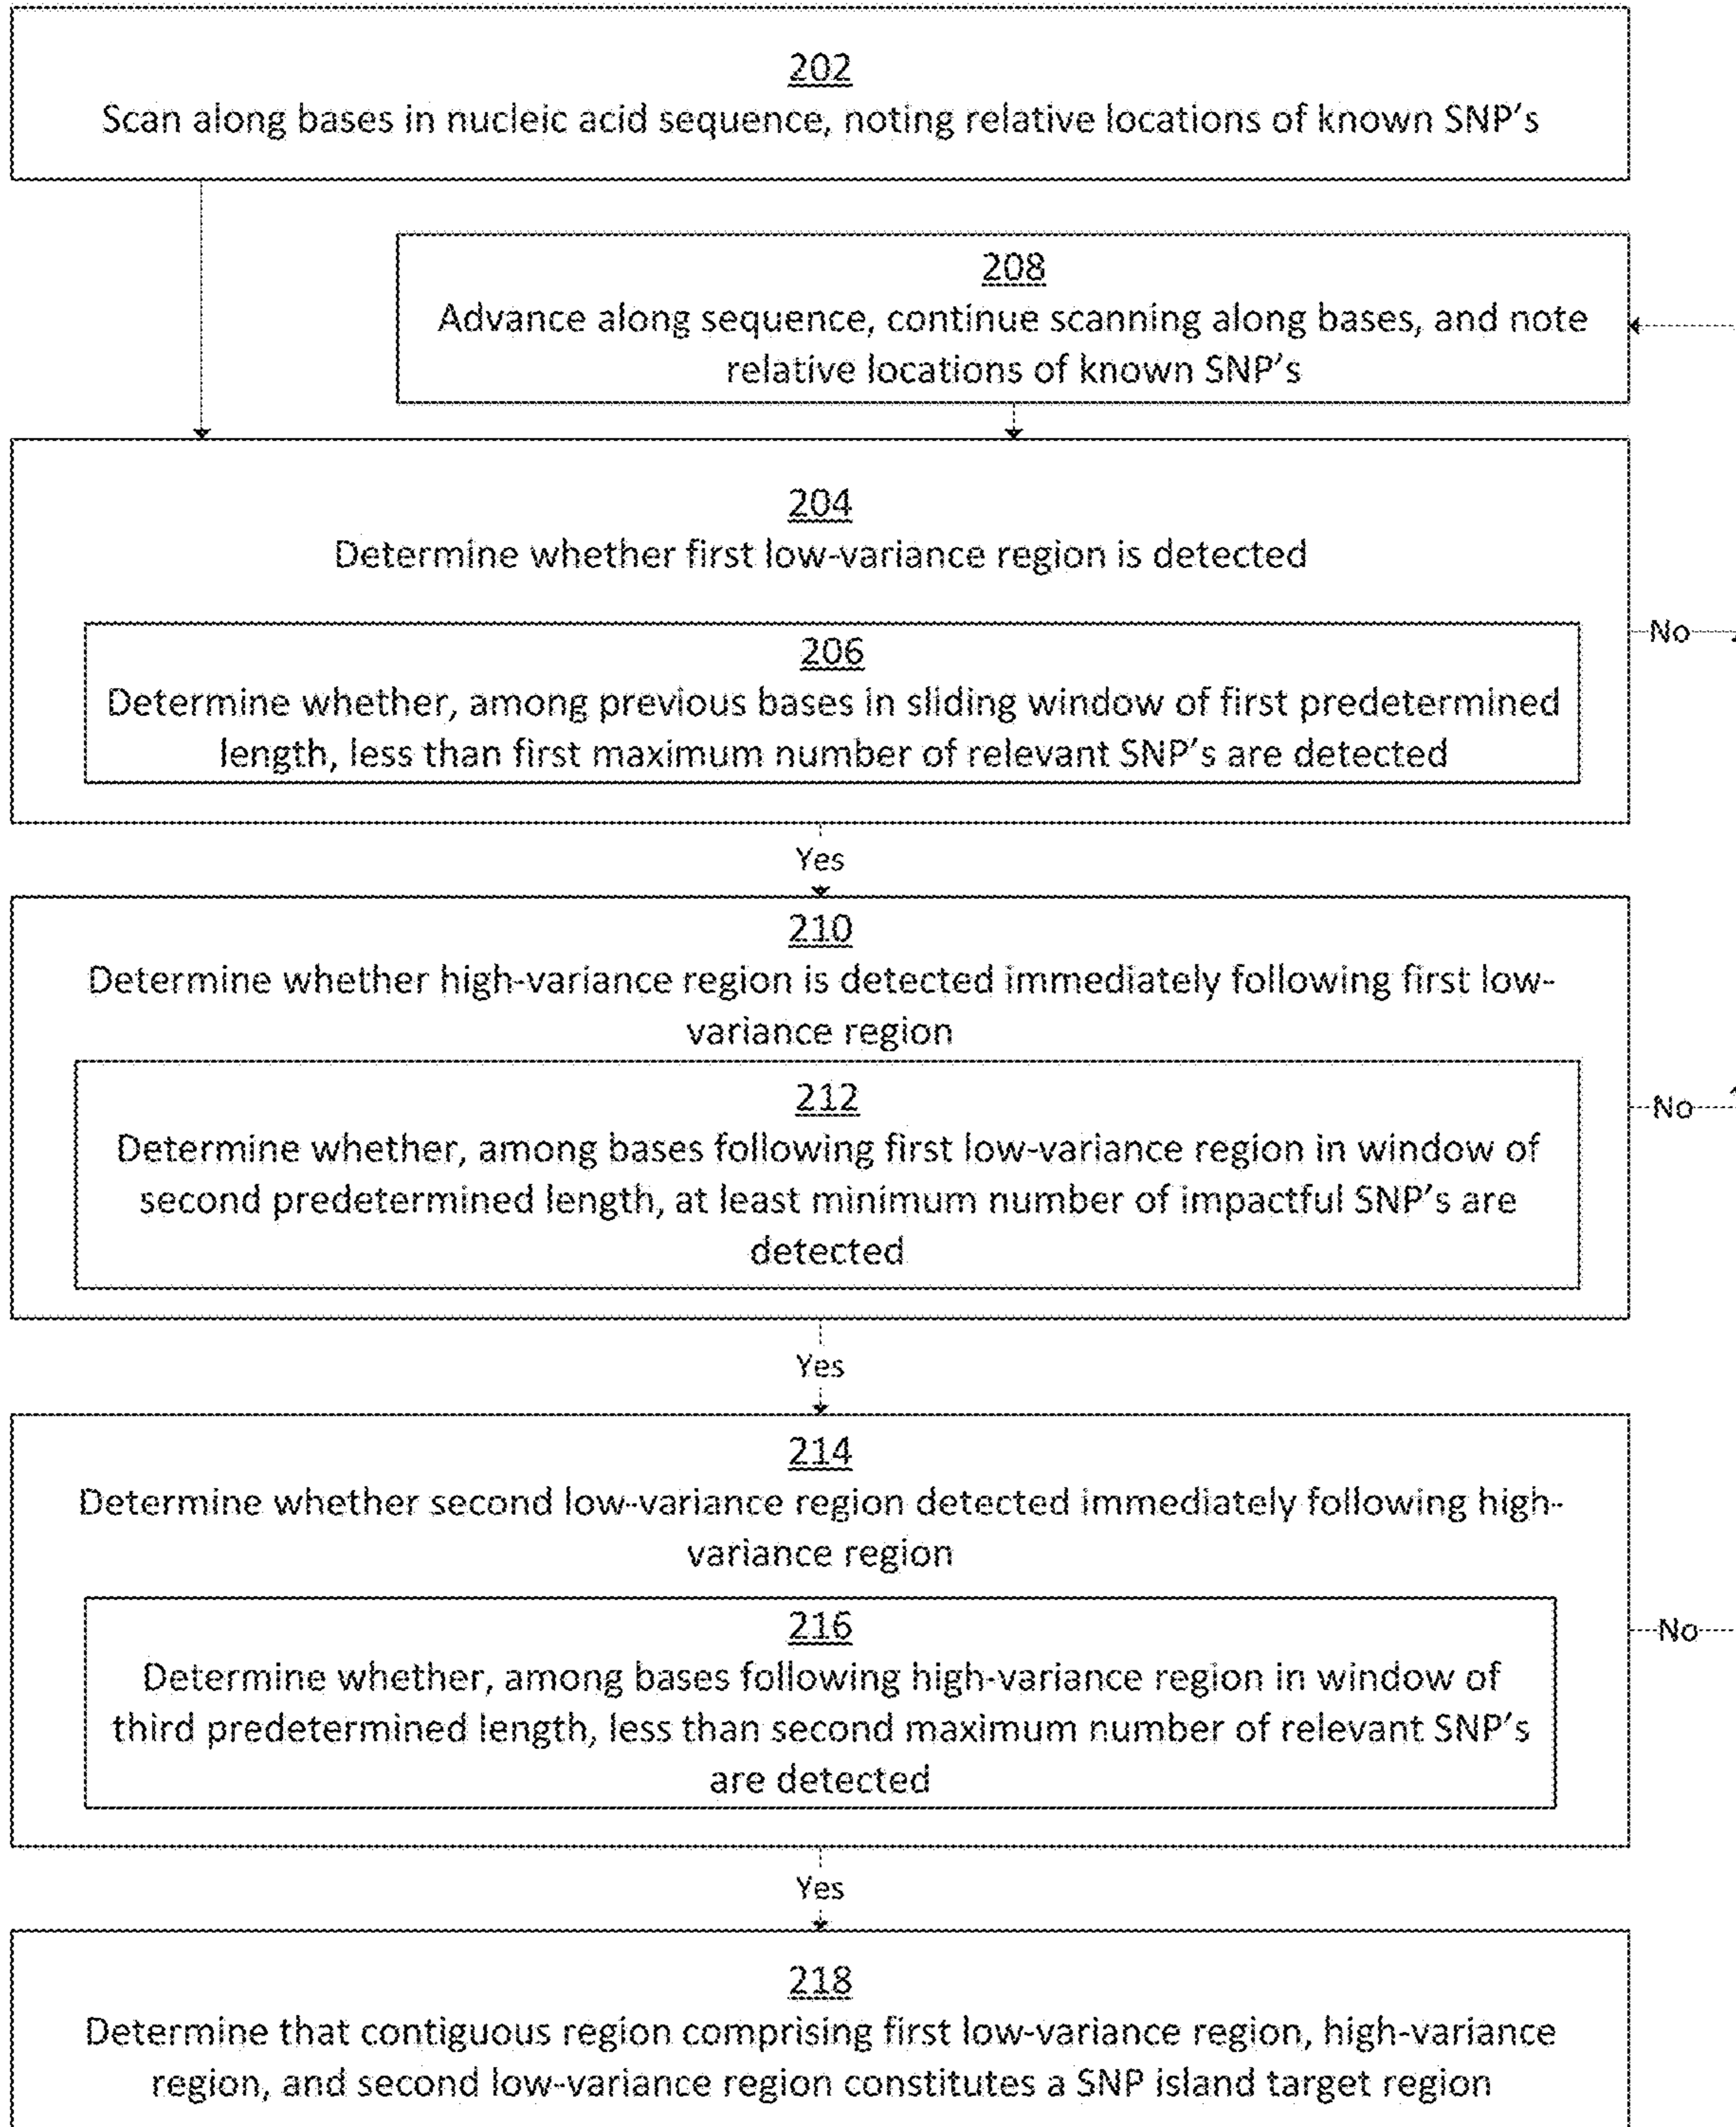 202
Scan along bases in nucleic acid sequence, noting relative locations of known SNP's
208
Advance along sequence, continue scanning along bases, and note
relative locations of known SNP's
204
Determine whether first low-variance region is detected
206
Determine whether, among previous bases in sliding window of first predetermined
length, less than first maximum number of relevant SNP's are detected
No
Yes
210
Determine whether high-variance region is detected immediately following first low-
variance region
212
Determine whether, among bases following first low-variance region in window of
second predetermined length, at least minimum number of impactful SNP's are
detected
No
Yes
214
Determine whether second low-variance region detected immediately following high-
variance region
216
Determine whether, among bases following high-variance region in window of
third predetermined length, less than second maximum number of relevant SNP's
are detected
No
Yes
218
Determine that contiguous region comprising first low-variance region, high-variance
region, and second low-variance region constitutes a SNP island target region